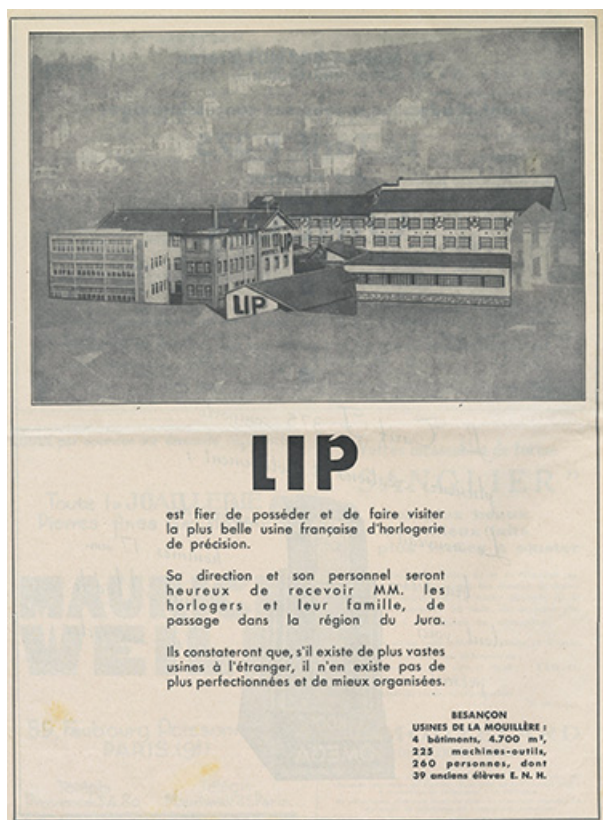 LIP
LIP
LIP
est fier de posséder et de faire visiter
la plus belle usine française d'horlogerie
de précision.
Sa direction et son personnel seront
heureux de recevoir MM. les
horlogers et leur famille, de
passage dans la région du Jura.
Ils constateront que, s'il existe de plus vastes
usines à l'étranger, il n'en existe pas de
plus perfectionnées et de mieux organisées.
BESANÇON
USINES DE LA MOUILLÈRE :
4 bâtiments, 4.700 m²,
225 machines-outils,
260 personnes, dont
39 anciens élèves E. N. H.